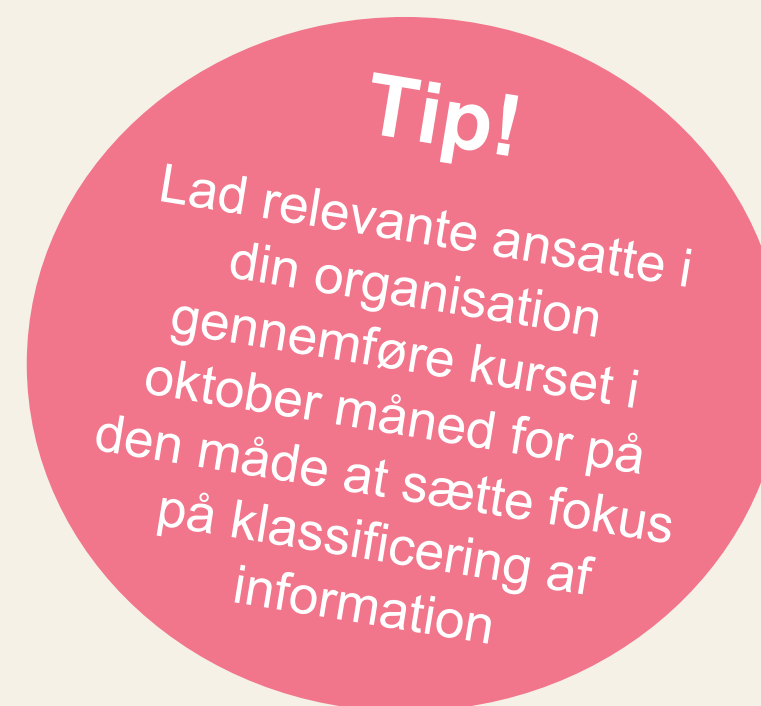 Tip!
Lad relevante ansatte i
din organisation
gennemføre kurset i
oktober måned for på
den måde at sætte fokus
på klassificering af
information